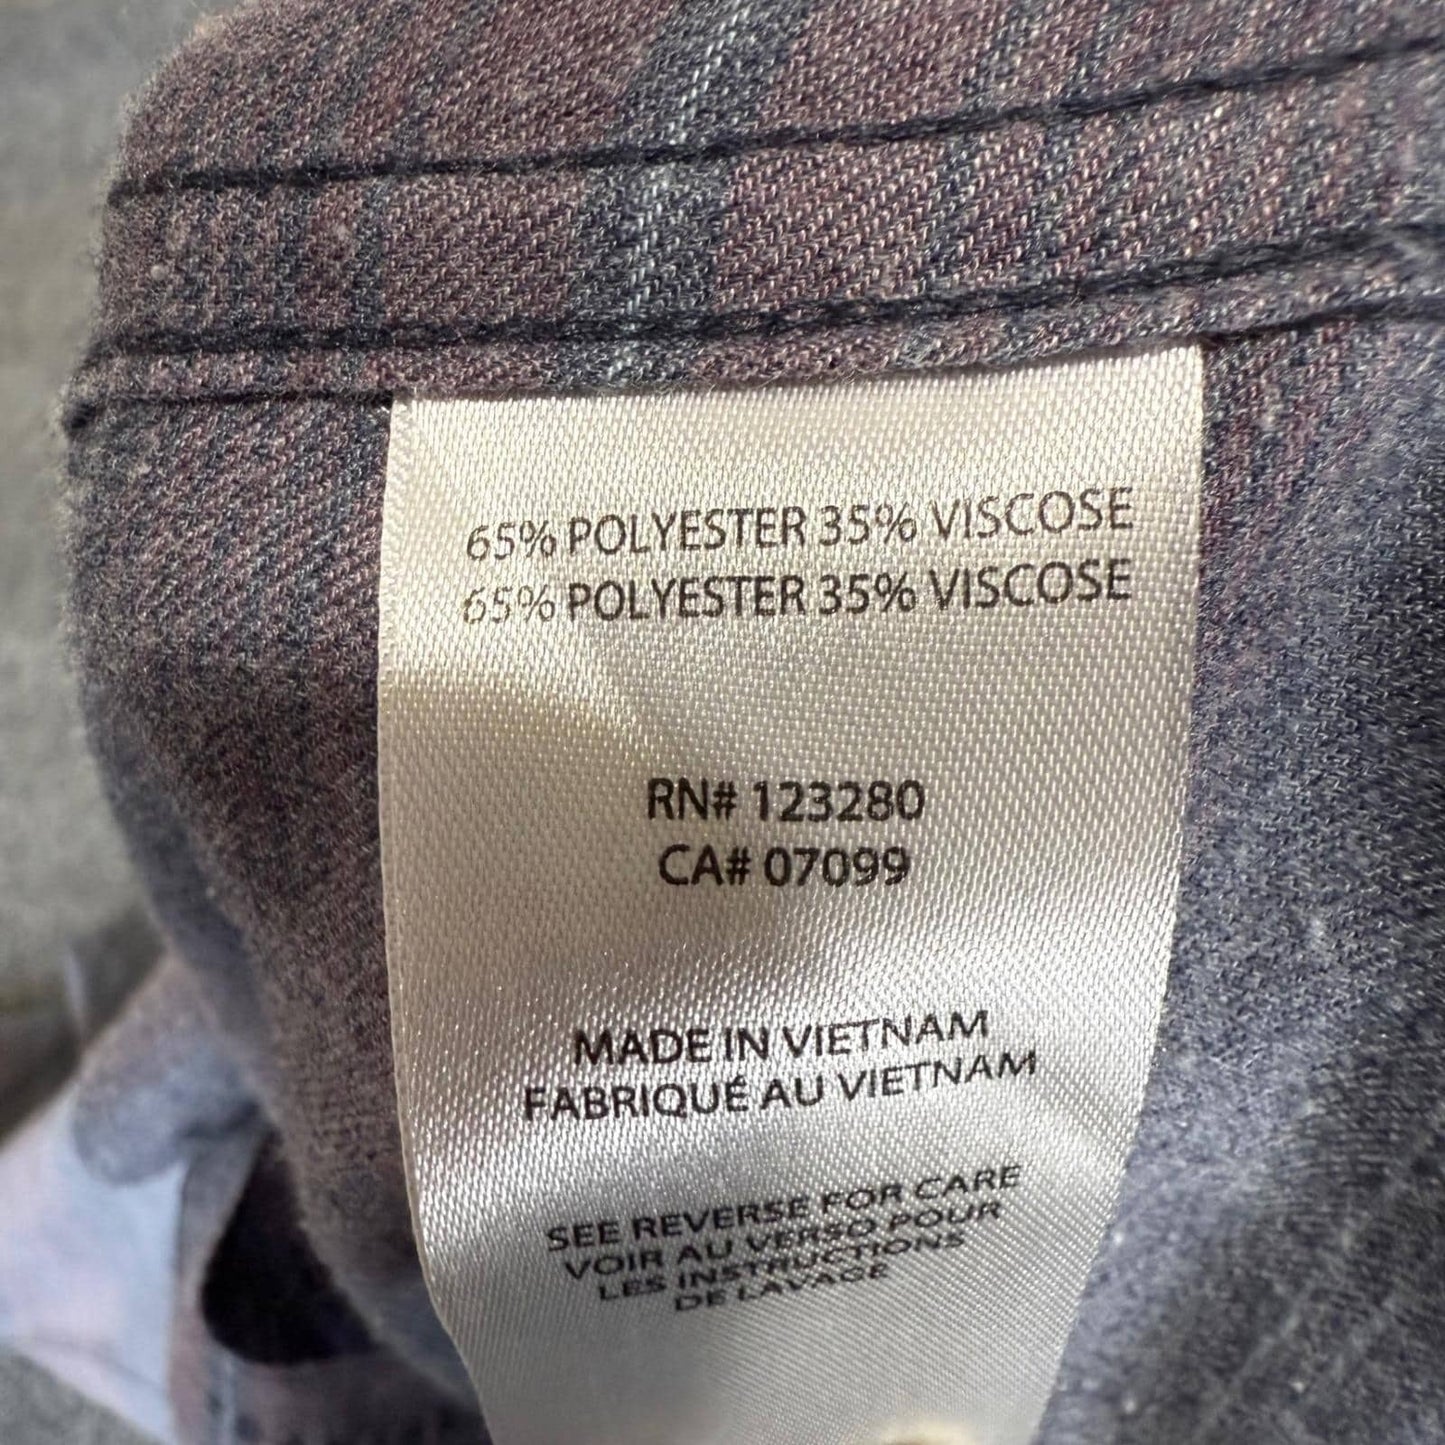 65% POLYESTER 35% VISCOSE
65% POLYESTER 35% VISCOSE
RN# 123280
CA# 07099
MADE IN VIETNAM
FABRIQUÉ AU VIETNAM
SEE REVERSE FOR CARE
VOIR AU VERSO POUR
LES INSTRUCTIONS
DE LAVAGE